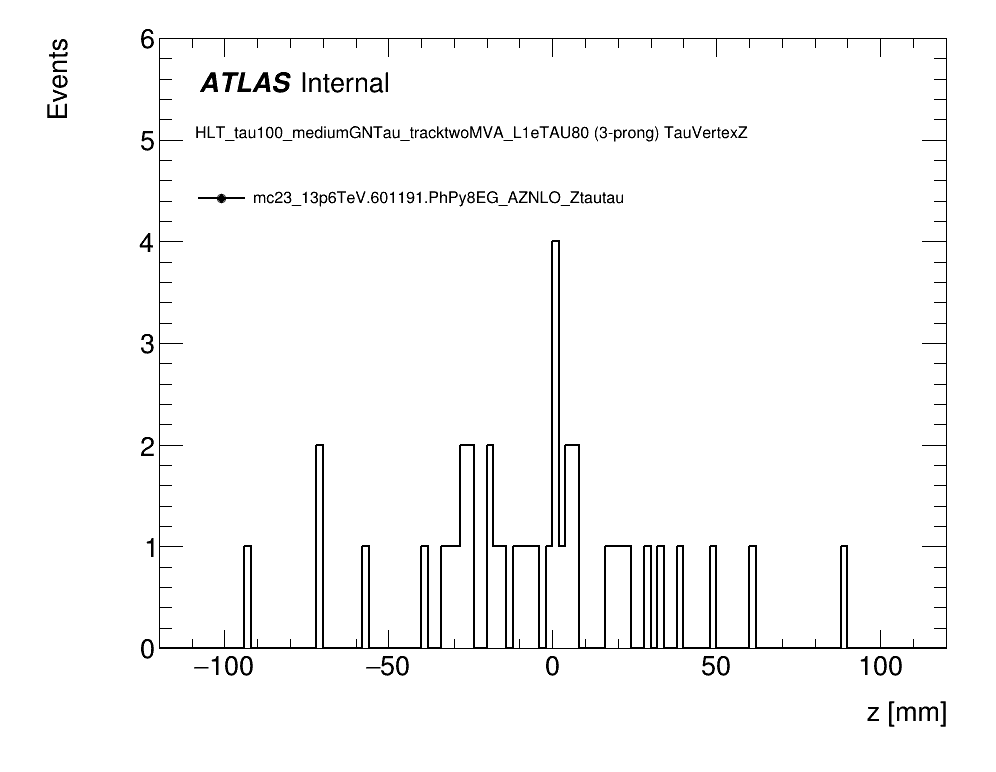 Events
6
ATLAS Internal
HLT_tau100_mediumGNTau_tracktwoMVA_L1eTAU80 (3-prong) TauVertexZ
5
mc23_13p6TeV.601191.PhPy8EG_AZNLO_Ztautau
4
3
2
1
0
−100 −50 0 50 100
z [mm]